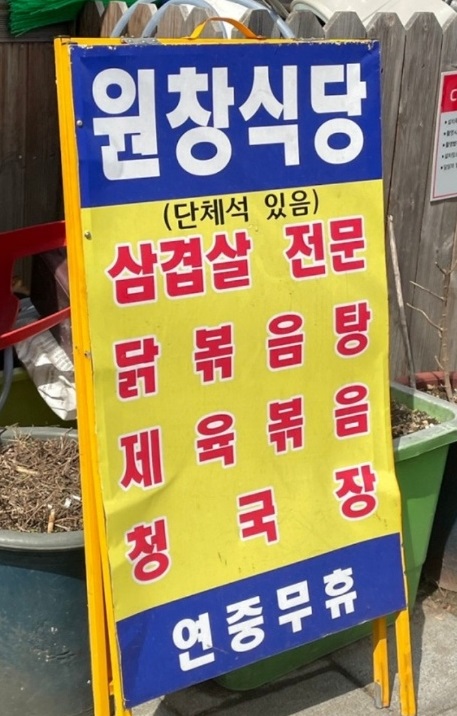 원창식당
(단체석 있음)
삼겹살 전문
닭 볶음탕
제육볶음
청국장
연중무휴